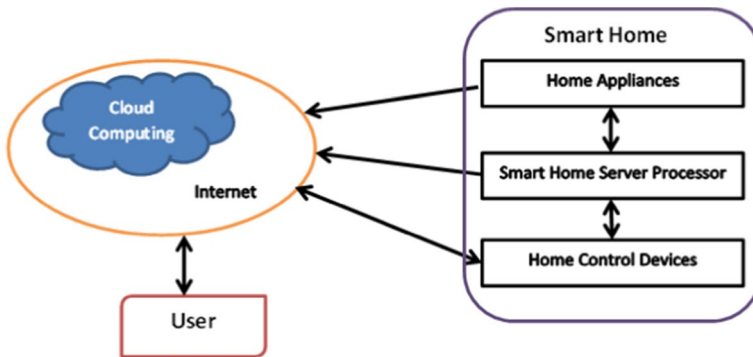 Smart Home
Home Appliances
Cloud
Computing
Smart Home Server Processor
Internet
Home Control Devices
User